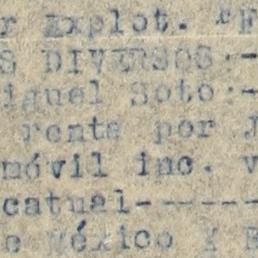 r Explot. "F
S DIVERSOS:-
iguel Soto:-
renta por J
móvil inc. v
catual------
e México Y E